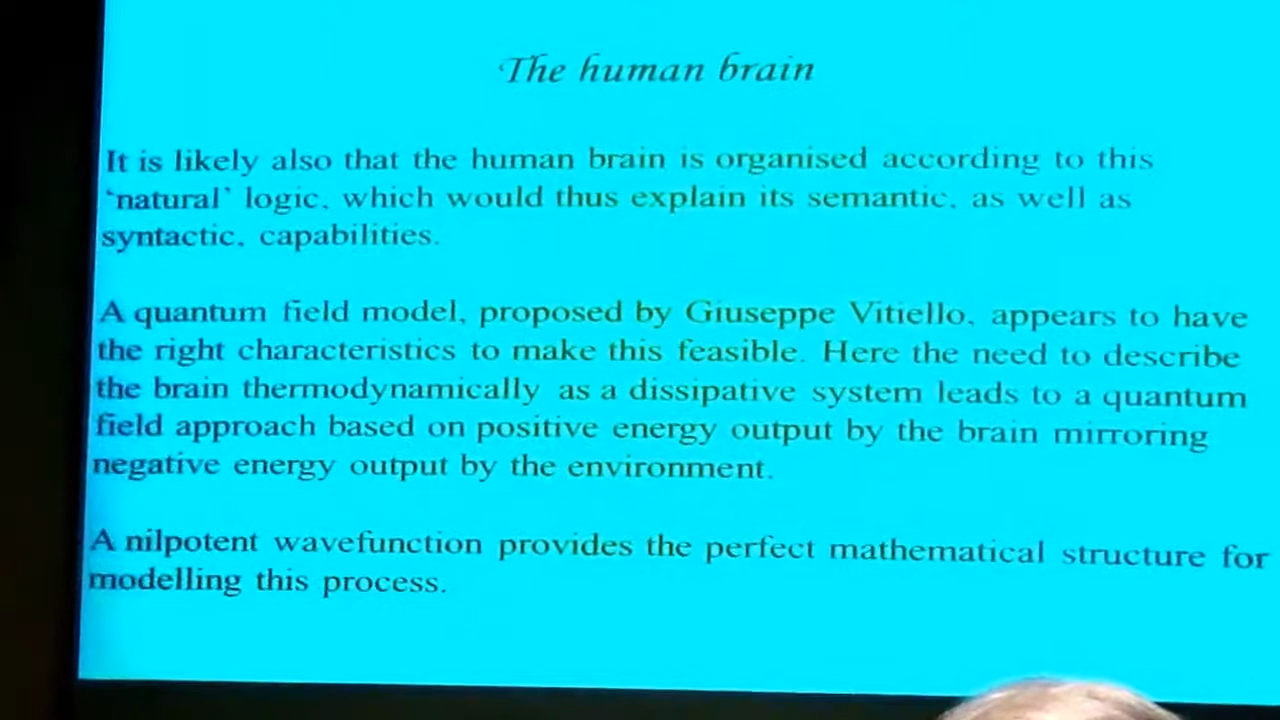 The human brain
It is likely also that the human brain is organised according to this
‘natural’ logic, which would thus explain its semantic, as well as
syntactic, capabilities.
A quantum field model, proposed by Giuseppe Vitiello, appears to have
the right characteristics to make this feasible. Here the need to describe
the brain thermodynamically as a dissipative system leads to a quantum
field approach based on positive energy output by the brain mirroring
negative energy output by the environment.
A nilpotent wavefunction provides the perfect mathematical structure for
modelling this process.